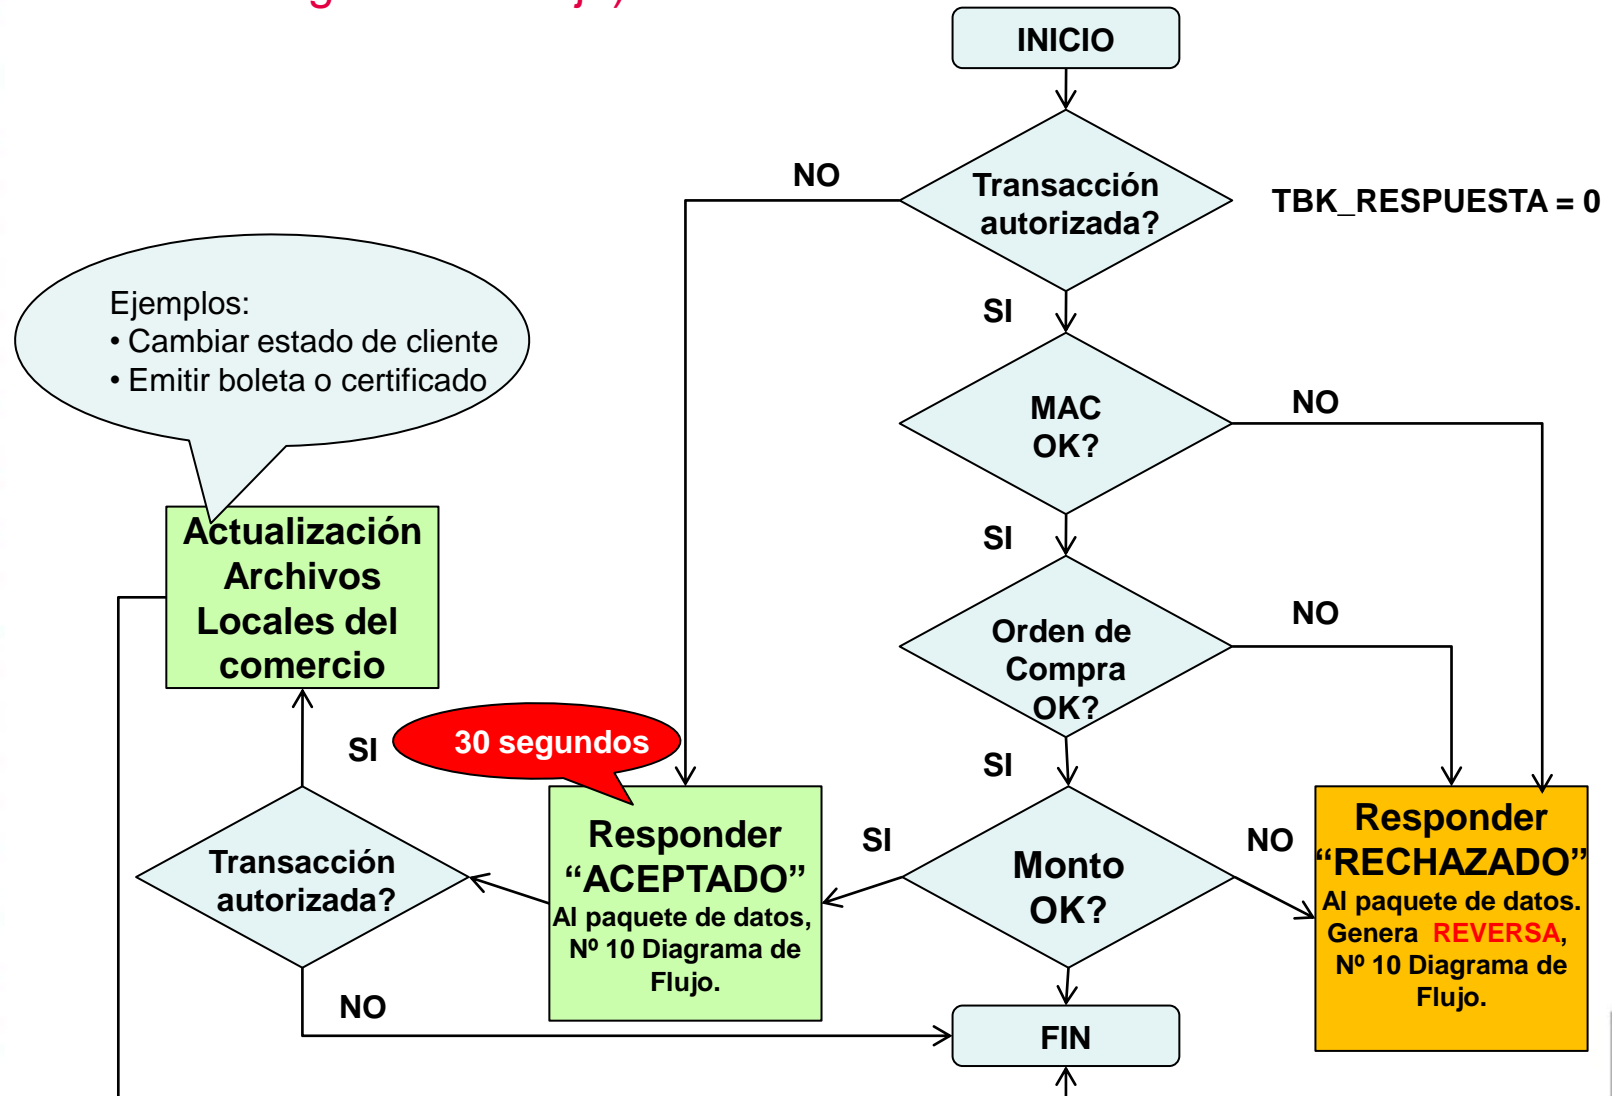 INICIO
NO
Transacción
autorizada?
TBK_RESPUESTA = 0
SI
Ejemplos:
• Cambiar estado de cliente
• Emitir boleta o certificado
MAC
OK?
NO
SI
Actualización
Archivos
Locales del
comercio
Orden de
Compra
OK?
NO
SI
30 segundos
SI
Transacción
autorizada?
NO
Responder
“ACEPTADO”
Al paquete de datos,
Nº 10 Diagrama de
Flujo.
SI
Monto
OK?
NO
Responder
“RECHAZADO”
Al paquete de datos.
Genera REVERSA,
Nº 10 Diagrama de
Flujo.
FIN